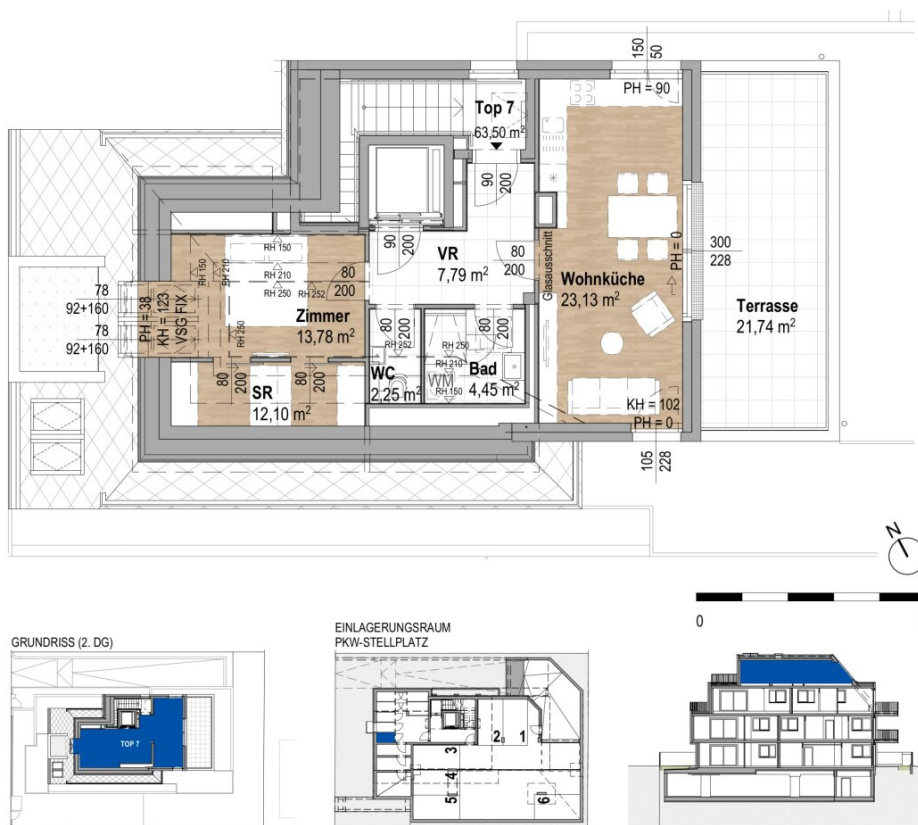 150
50
PH = 90
Top 7
63,50 m²
90
200
RH 150
RH 210
RH 150
RH 210
RH 250
RH 252
90
200
VR
7,79 m²
80
200
80
200
Glasausschnitt
Wohnküche
23,13 m²
PH = 0
300
228
Terrasse
21,74 m²
78
92+160
78
92+160
PH = 38
KH = 123
VSG FIX
RH 250
Zimmer
13,78 m²
80
200
80
200
SR
12,10 m²
80
200
RH 252
WC
2,25 m²
80
200
RH 250
RH 210
WM
RH 150
Bad
4,45 m²
KH = 102
PH = 0
105
228
N
0
GRUNDRISS (2. DG)
TOP 7
EINLAGERUNGSRAUM
PKW-STELLPLATZ
2
1
3
4
5
6